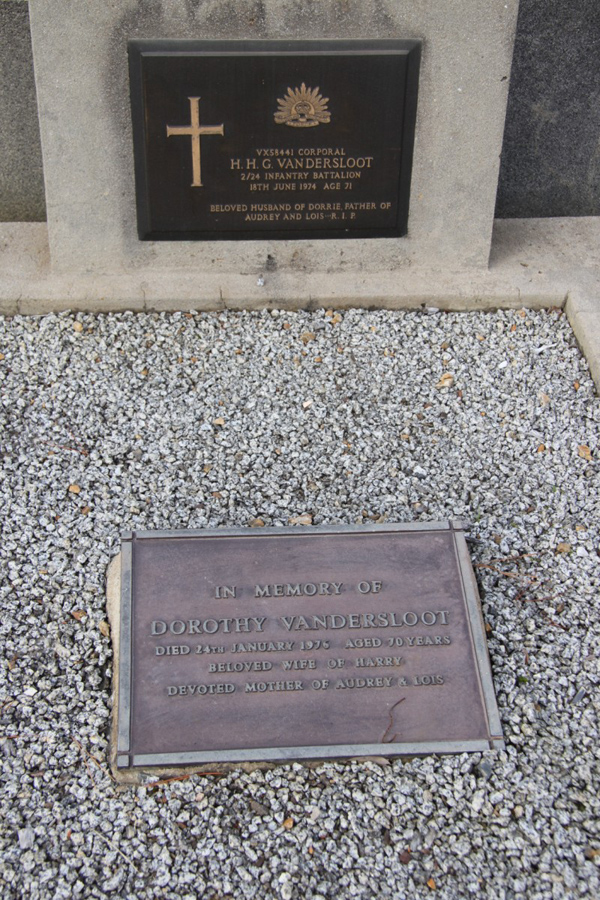 VX58441 CORPORAL
H. H. G. VANDERSLOOT
2/24 INFANTRY BATTALION
18TH JUNE 1974 AGE 71
BELOVED HUSBAND OF DORRIE, FATHER OF
AUDREY AND LOIS — R. I. P.
IN MEMORY OF
DOROTHY VANDERSLOOT
DIED 24TH JANUARY AGED 70 YEARS
BELOVED WIFE OF HARRY
DEVOTED MOTHER OF AUDREY & LOIS